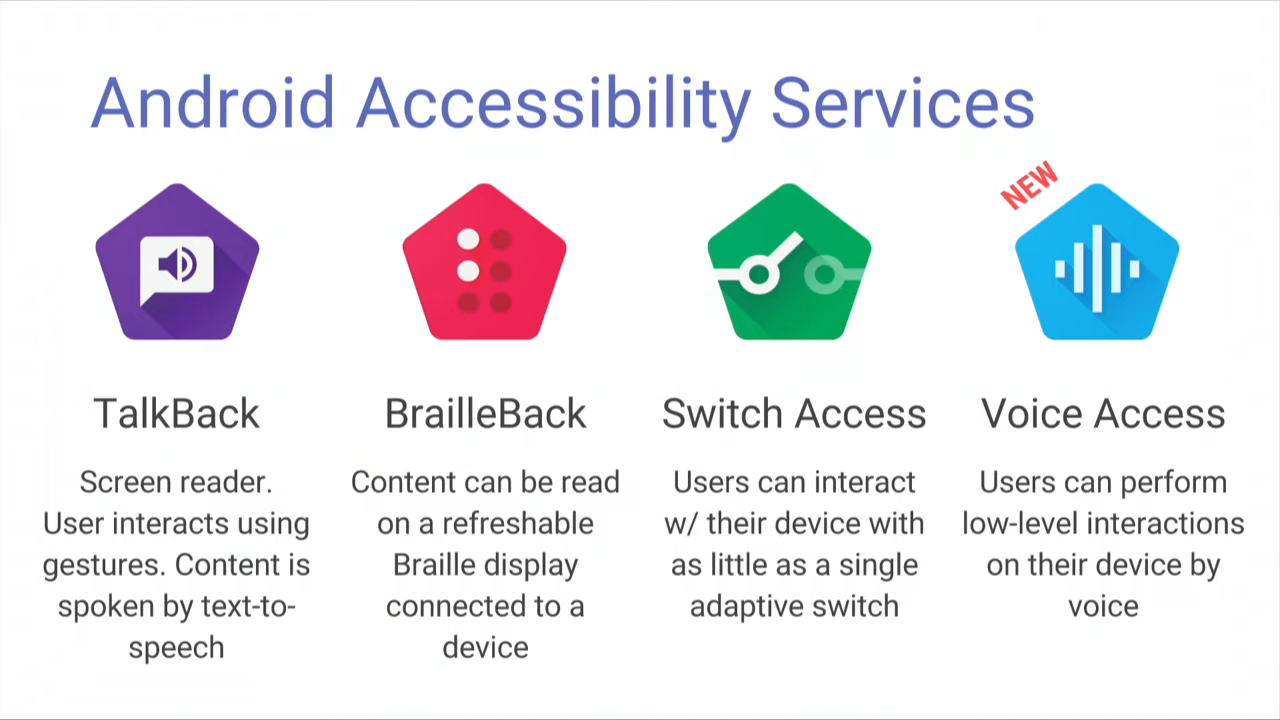 Android Accessibility Services
NEW
TalkBack
Screen reader.
User interacts using
gestures. Content is
spoken by text-to-
speech
BrailleBack
Content can be read
on a refreshable
Braille display
connected to a
device
Switch Access
Users can interact
w/ their device with
as little as a single
adaptive switch
Voice Access
Users can perform
low-level interactions
on their device by
voice